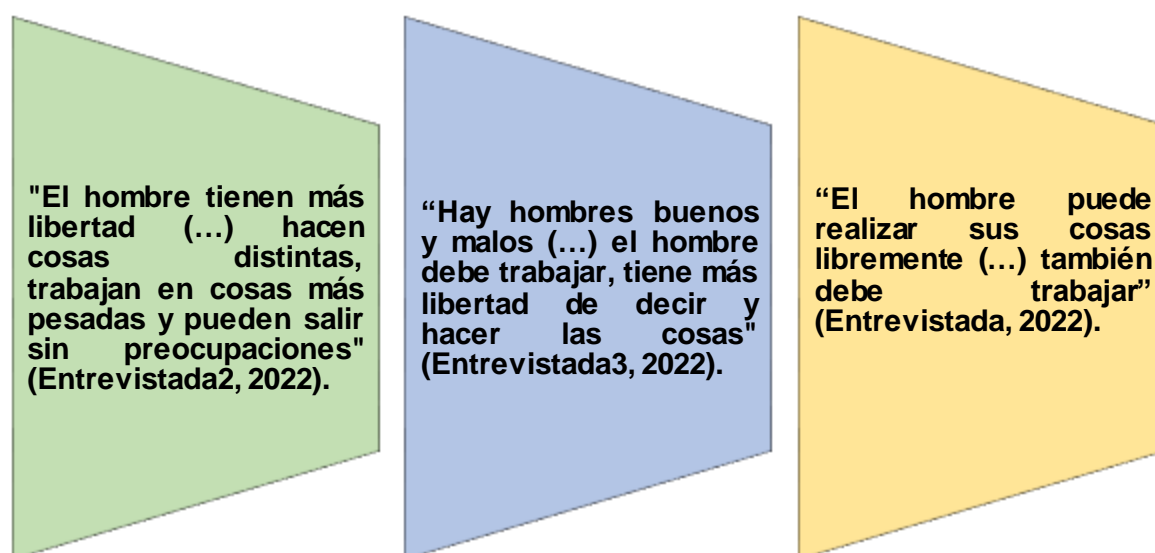 "El hombre tienen más
libertad (…) hacen
cosas distintas,
trabajan en cosas más
pesadas y pueden salir
sin preocupaciones"
(Entrevistada2, 2022).
“Hay hombres buenos
y malos (…) el hombre
debe trabajar, tiene más
libertad de decir y
hacer las cosas"
(Entrevistada3, 2022).
“El hombre puede
realizar sus cosas
libremente (…) también
debe trabajar”
(Entrevistada, 2022).